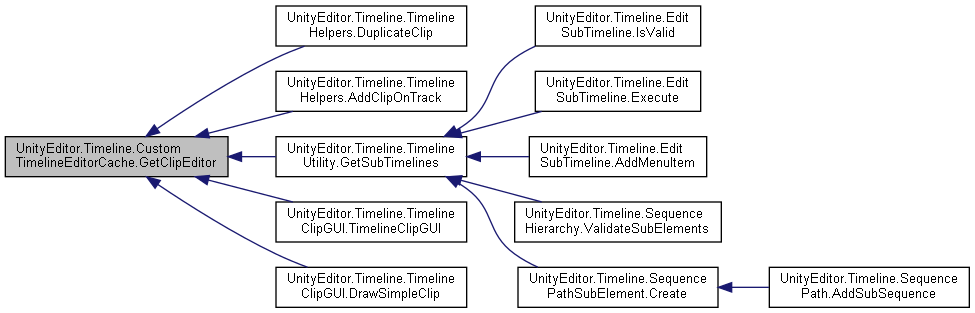 UnityEditor.Timeline.Custom
TimelineEditorCache.GetClipEditor
UnityEditor.Timeline.Timeline
Helpers.DuplicateClip
UnityEditor.Timeline.Timeline
Helpers.AddClipOnTrack
UnityEditor.Timeline.Timeline
Utility.GetSubTimelines
UnityEditor.Timeline.Timeline
ClipGUI.TimelineClipGUI
UnityEditor.Timeline.Timeline
ClipGUI.DrawSimpleClip
UnityEditor.Timeline.Edit
SubTimeline.IsValid
UnityEditor.Timeline.Edit
SubTimeline.Execute
UnityEditor.Timeline.Edit
SubTimeline.AddMenuItem
UnityEditor.Timeline.Sequence
Hierarchy.ValidateSubElements
UnityEditor.Timeline.Sequence
PathSubElement.Create
UnityEditor.Timeline.Sequence
Path.AddSubSequence